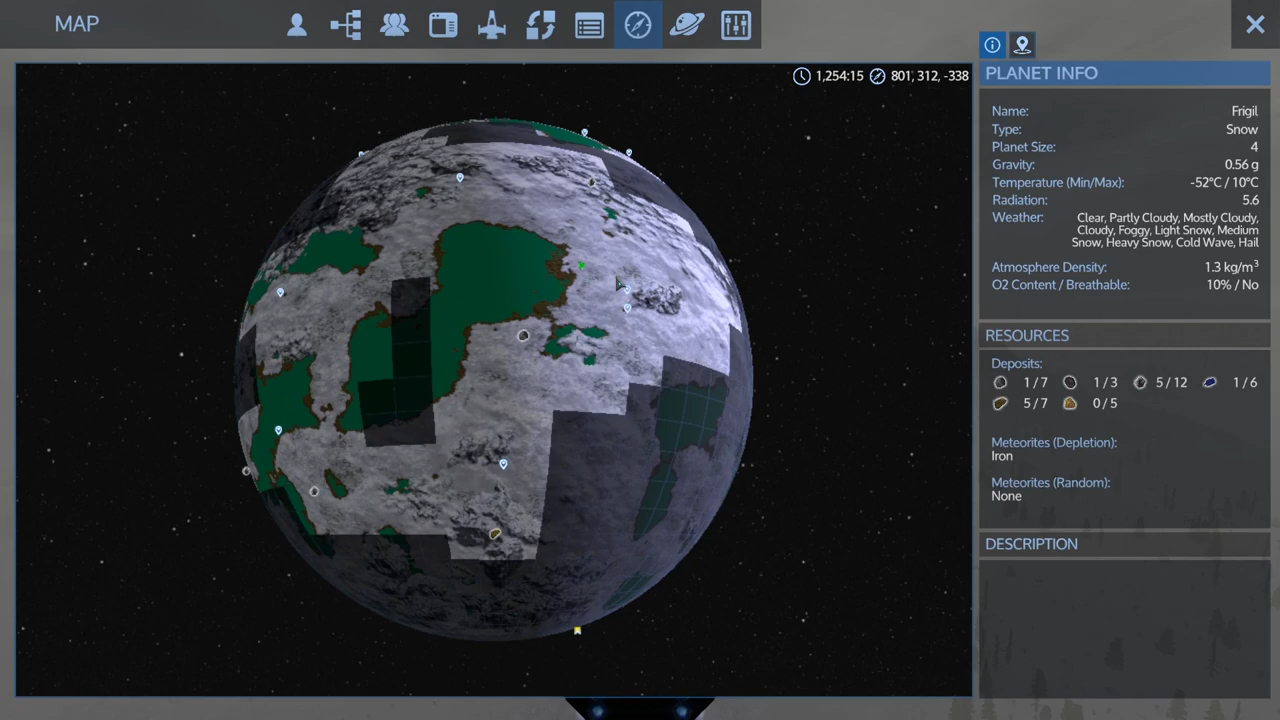 MAP
1,254:15 801, 312, -338
PLANET INFO
Name: Frigil
Type: Snow
Planet Size: 4
Gravity: 0.56 g
Temperature (Min/Max): -52°C / 10°C
Radiation: 5.6
Weather: Clear, Partly Cloudy, Mostly Cloudy,
Cloudy, Foggy, Light Snow, Medium
Snow, Heavy Snow, Cold Wave, Hail
Atmosphere Density: 1.3 kg/m³
O2 Content / Breathable: 10% / No
RESOURCES
Deposits:
1 / 7 1 / 3 5 / 12 1 / 6
5 / 7 0 / 5
Meteorites (Depletion):
Iron
Meteorites (Random):
None
DESCRIPTION